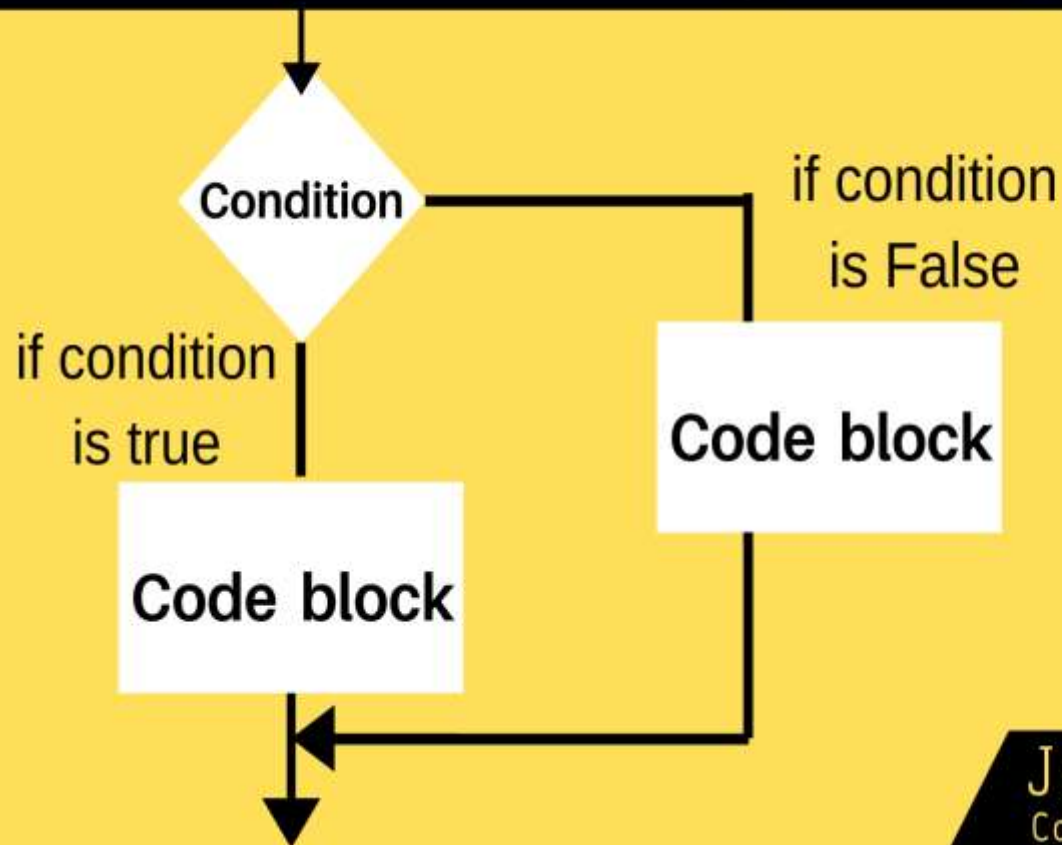 Condition
if condition
is False
if condition
is true
Code block
Code block